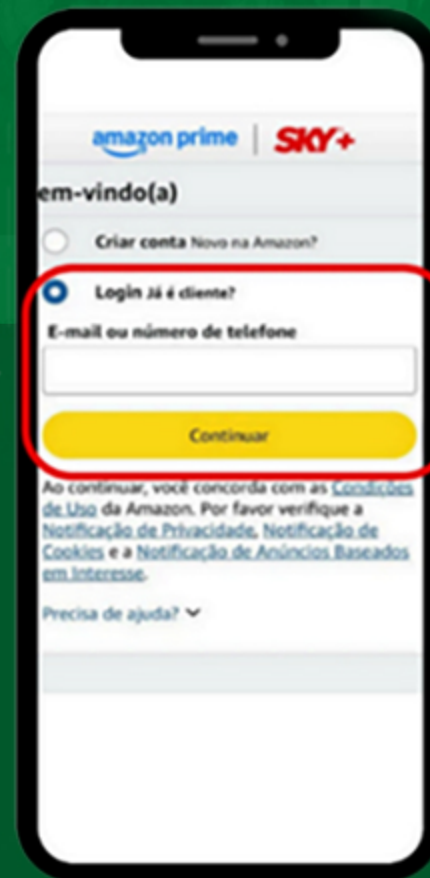 amazon prime | SKY+
em-vindo(a)
Criar conta Novo na Amazon?
Login Já é cliente?
E-mail ou número de telefone
Continuar
Ao continuar, você concorda com as Condições
de Uso da Amazon. Por favor verifique a
Notificação de Privacidade, Notificação de
Cookies e a Notificação de Anúncios Baseados
em Interesse.
Precisa de ajuda?